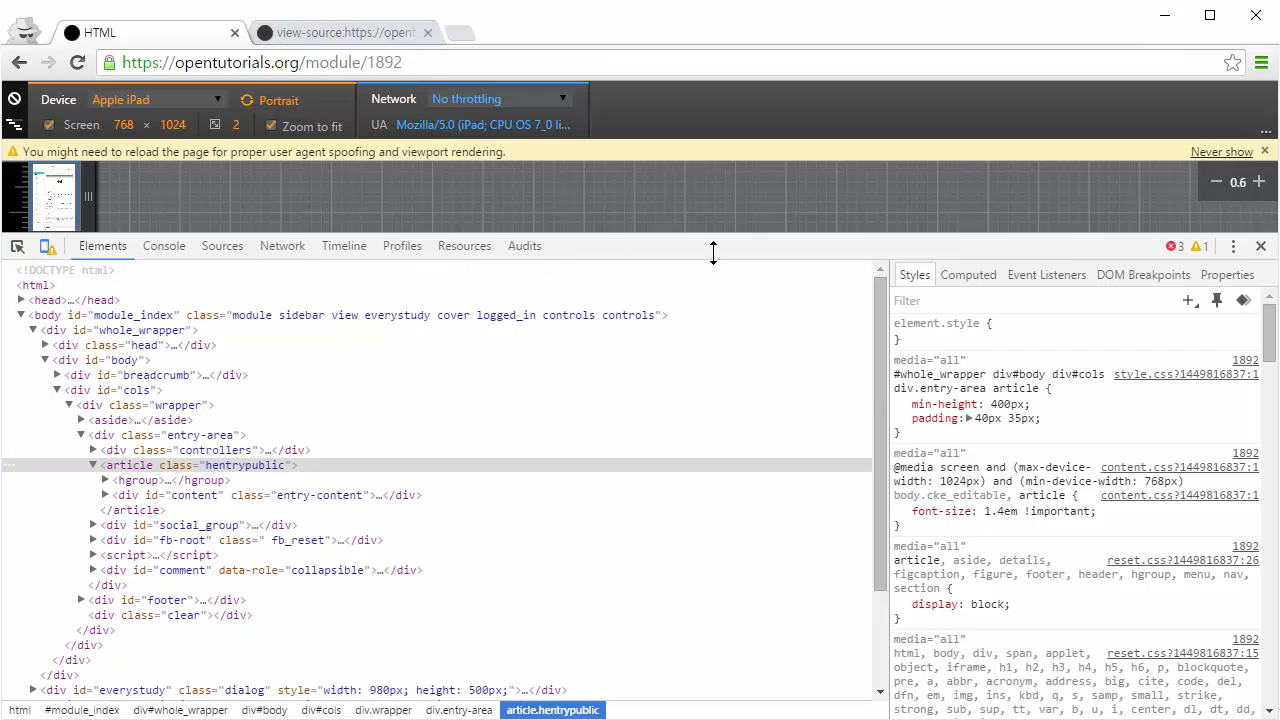 HTML
view-source:https://opent
https://opentutorials.org/module/1892
Device Apple iPad Portrait Network No throttling
Screen 768 × 1024 2 Zoom to fit UA Mozilla/5.0 (iPad; CPU OS 7_0 li...
You might need to reload the page for proper user agent spoofing and viewport rendering. Never show
0.6
Elements Console Sources Network Timeline Profiles Resources Audits 3 1
<!DOCTYPE html>
<html>
<head>…</head>
<body id="module_index" class="module sidebar view everystudy cover logged_in controls controls">
<div id="whole_wrapper">
<div class="head">…</div>
<div id="body">
<div id="breadcrumb">…</div>
<div id="cols">
<div class="wrapper">
<aside>…</aside>
<div class="entry-area">
<div class="controllers">…</div>
<article class="hentrypublic">
<hgroup>…</hgroup>
<div id="content" class="entry-content">…</div>
</article>
<div id="social_group">…</div>
<div id="fb-root" class=" fb_reset">…</div>
<script>…</script>
<div id="comment" data-role="collapsible">…</div>
</div>
<div id="footer">…</div>
<div class="clear"></div>
</div>
</div>
</div>
</div>
<div id="everystudy" class="dialog" style="width: 980px; height: 500px;">…</div>
html #module_index div#whole_wrapper div#body div#cols div.wrapper div.entry-area article.hentrypublic
Styles Computed Event Listeners DOM Breakpoints Properties
Filter
element.style {
}
media="all" 1892
#whole_wrapper div#body div#cols style.css?1449816837:1
div.entry-area article {
min-height: 400px;
padding: 40px 35px;
}
media="all" 1892
@media screen and (max-device- content.css?1449816837:1
width: 1024px) and (min-device-width: 768px)
body.cke_editable, article { content.css?1449816837:1
font-size: 1.4em !important;
}
media="all" 1892
article, aside, details, reset.css?1449816837:26
figcaption, figure, footer, header, hgroup, menu, nav,
section {
display: block;
}
media="all" 1892
html, body, div, span, applet, reset.css?1449816837:15
object, iframe, h1, h2, h3, h4, h5, h6, p, blockquote,
pre, a, abbr, acronym, address, big, cite, code, del,
dfn, em, img, ins, kbd, q, s, samp, small, strike,
strong, sub, sup, tt, var, b, u, i, center, dl, dt, dd,